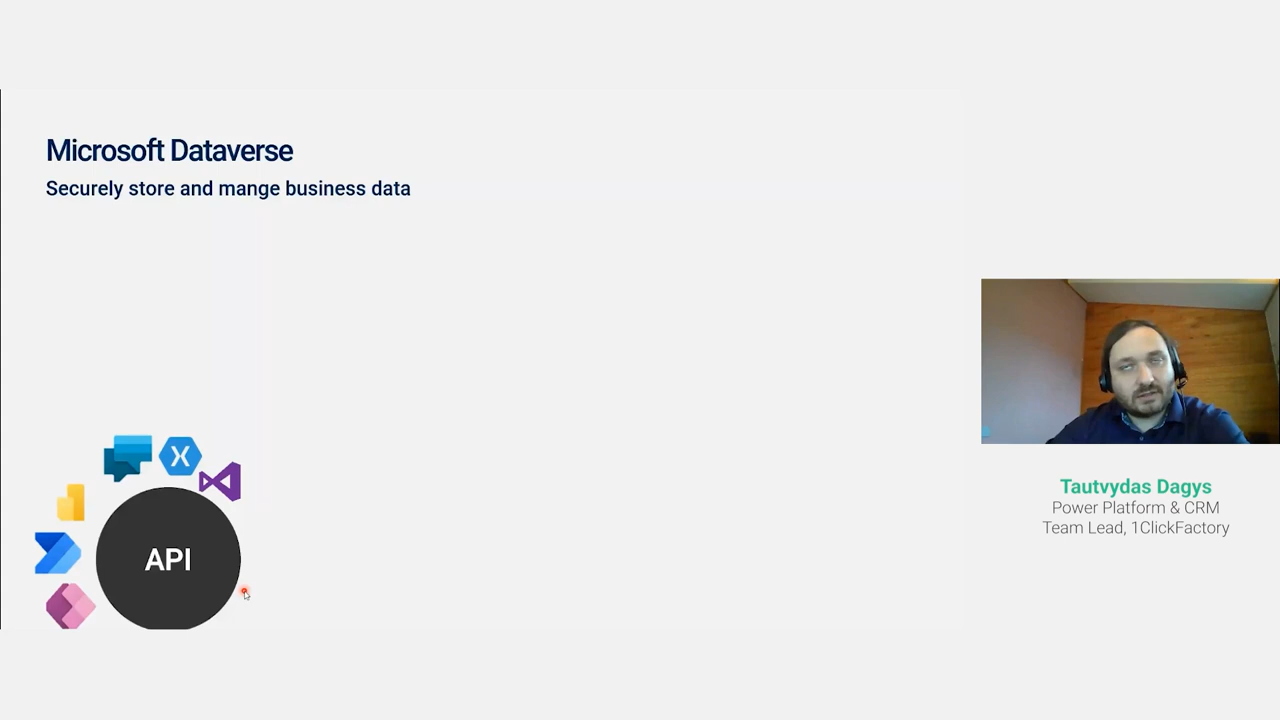 Microsoft Dataverse
Securely store and mange business data
API
Tautvydas Dagys
Power Platform & CRM
Team Lead, 1ClickFactory